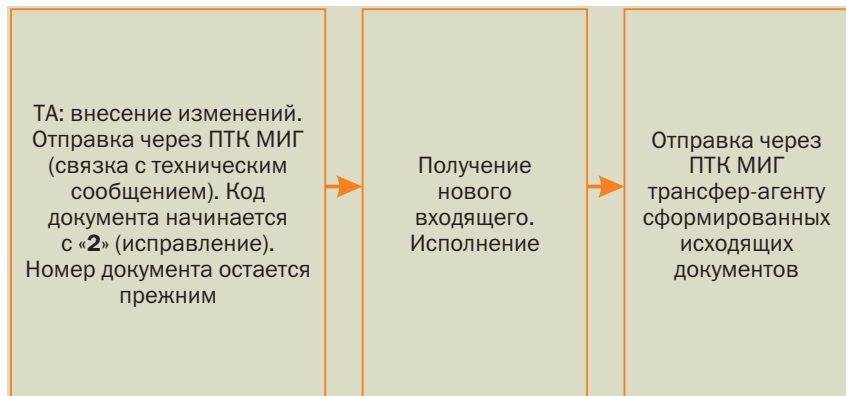 ТА: внесение изменений.
Отправка через ПТК МИГ
(связка с техническим
сообщением). Код
документа начинается
с «2» (исправление).
Номер документа остается
прежним
Получение
нового
входящего.
Исполнение
Отправка через
ПТК МИГ
трансфер-агенту
сформированных
исходящих
документов